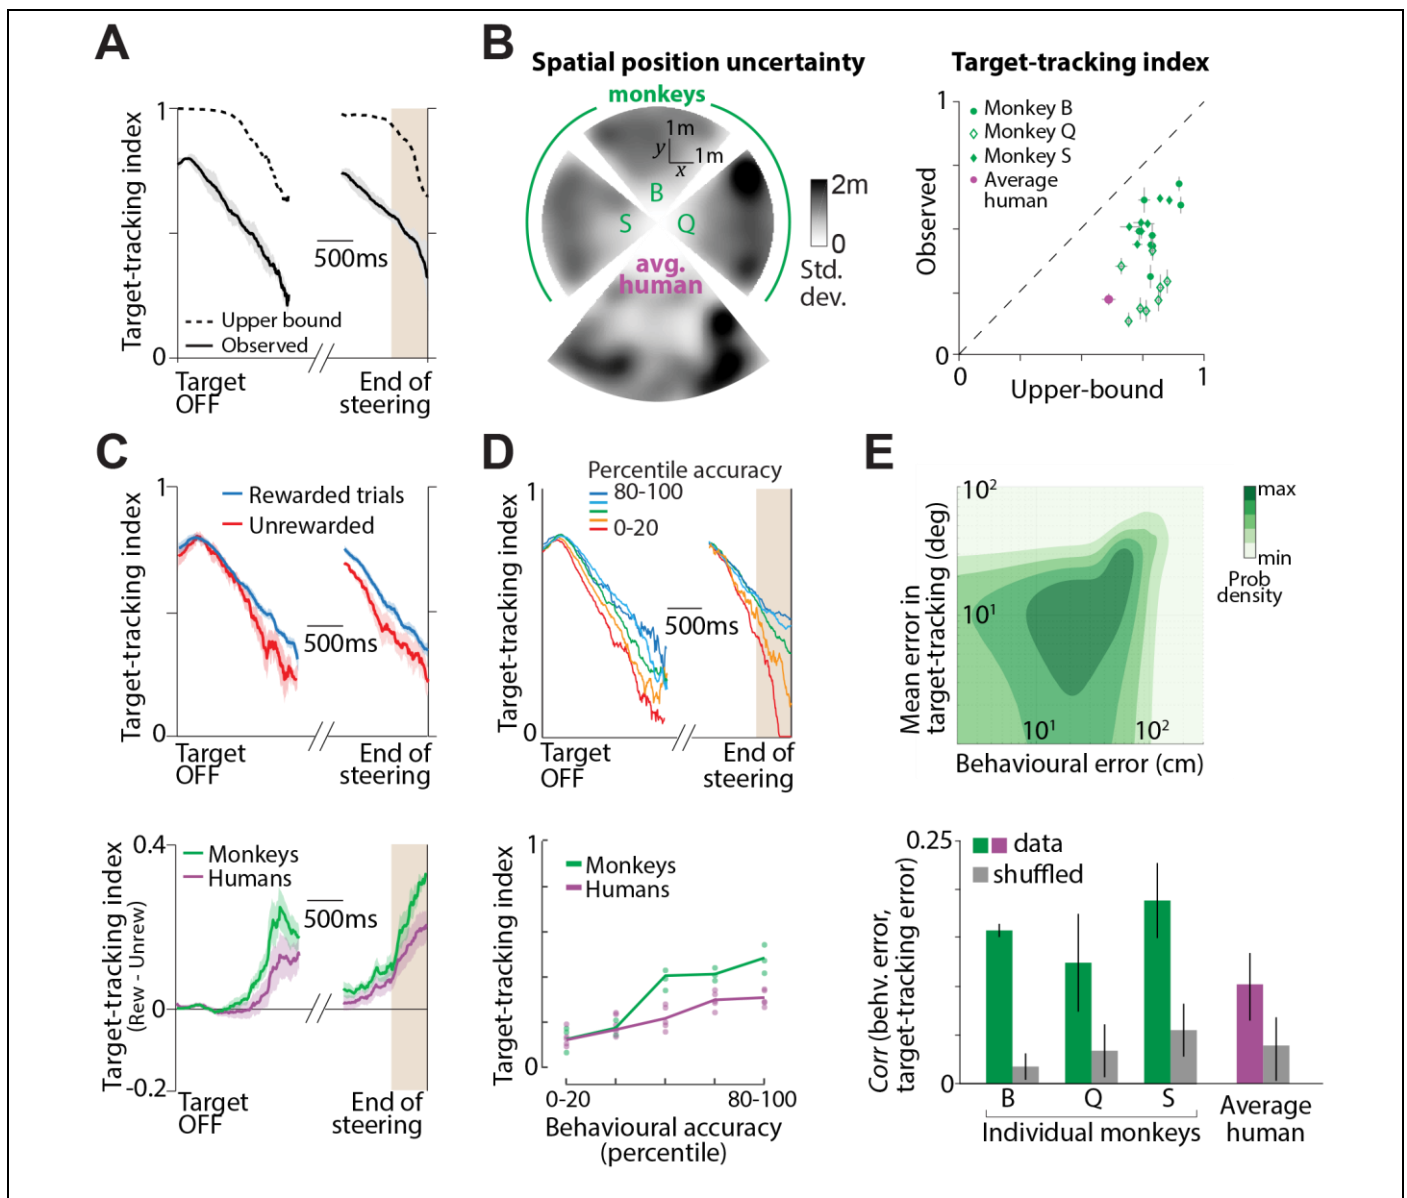 A
Target-tracking index
1
0
500ms
Upper bound
Observed
Target
OFF
End of
steering
B
Spatial position uncertainty
monkeys
1m
y
1m
x
B
S
Q
avg.
human
2m
0
Std.
dev.
Target-tracking index
Observed
1
0
Monkey B
Monkey Q
Monkey S
Average
human
0
1
Upper-bound
C
Target-tracking index
1
0
Rewarded trials
Unrewarded
500ms
Target
OFF
End of
steering
Target-tracking index
(Rew - Unrew)
0.4
0
-0.2
Monkeys
Humans
500ms
Target
OFF
End of
steering
D
Percentile accuracy
80-100
0-20
Target-tracking index
1
0
500ms
Target
OFF
End of
steering
Target-tracking index
1
0
Monkeys
Humans
0-20
80-100
Behavioural accuracy
(percentile)
E
Mean error in
target-tracking (deg)
10²
10¹
10¹
10²
Behavioural error (cm)
max
min
Prob
density
Corr (behv. error,
target-tracking error)
0.25
0
data
shuffled
B
Q
S
Individual monkeys
Average
human